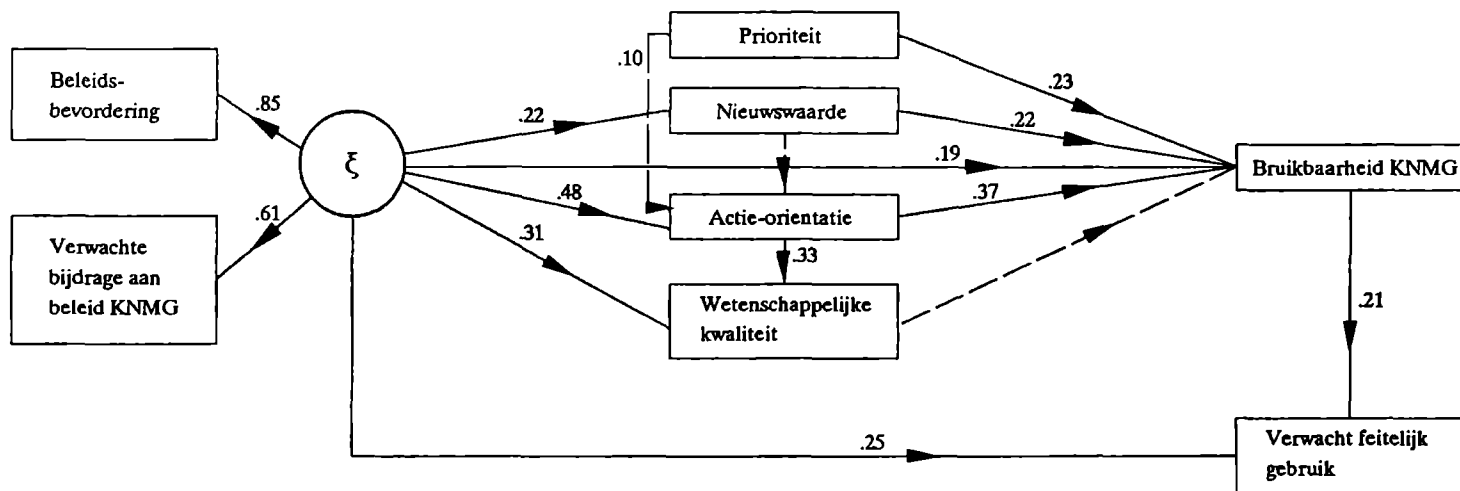 Prioriteit
.10
.23
Beleids-
bevordering
.85
Nieuwswaarde
.22
.22
ξ
.19
Bruikbaarheid KNMG
.48
Actie-orientatie
.37
.61
.31
.33
Verwachte
bijdrage aan
beleid KNMG
Wetenschappelijke
kwaliteit
.21
.25
Verwacht feitelijk
gebruik